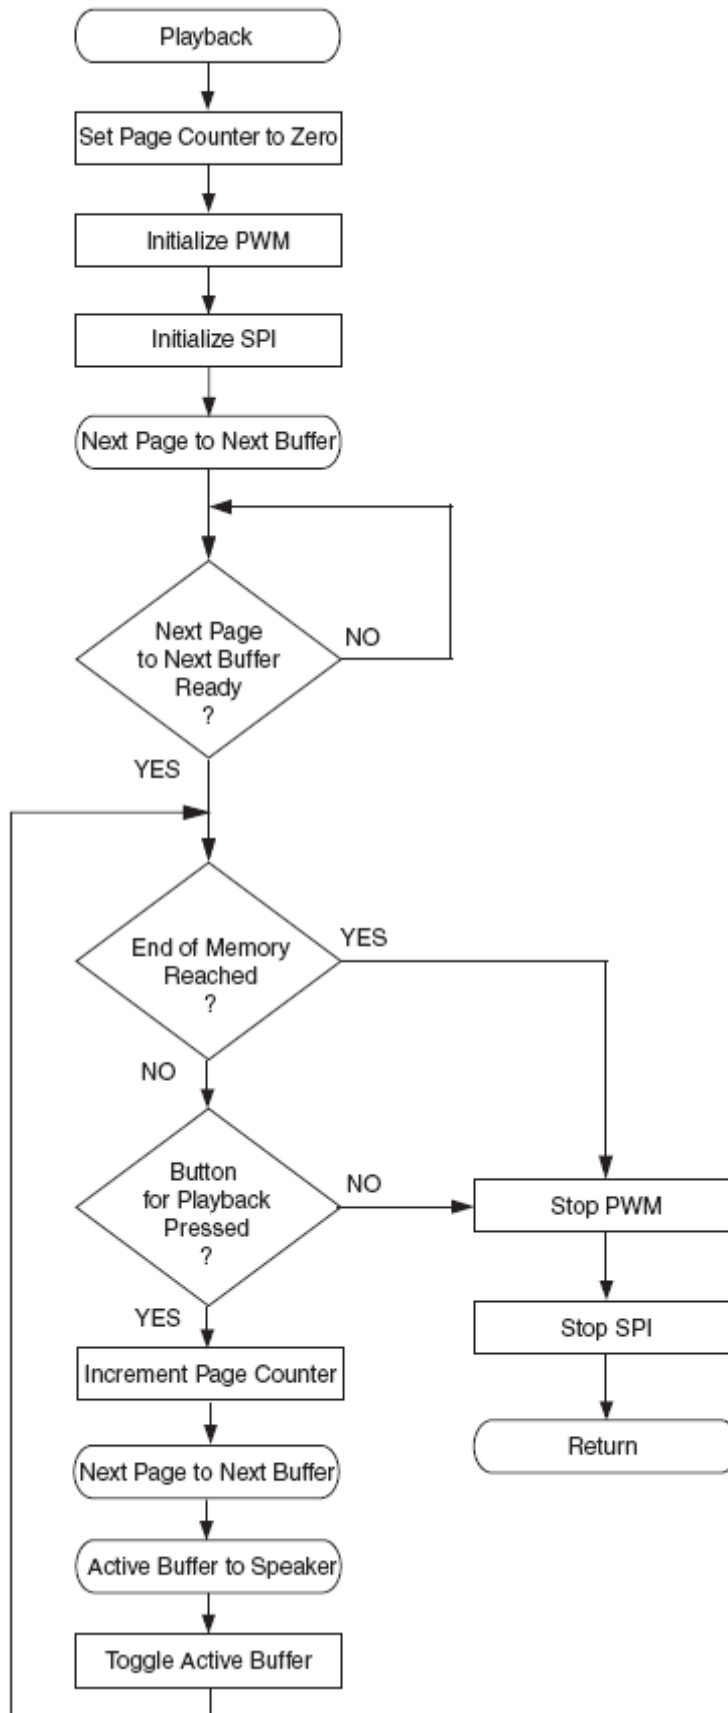 Playback
Set Page Counter to Zero
Initialize PWM
Initialize SPI
Next Page to Next Buffer
Next Page
to Next Buffer
Ready
?
NO
YES
End of Memory
Reached
?
YES
NO
Button
for Playback
Pressed
?
NO
Stop PWM
YES
Stop SPI
Increment Page Counter
Return
Next Page to Next Buffer
Active Buffer to Speaker
Toggle Active Buffer